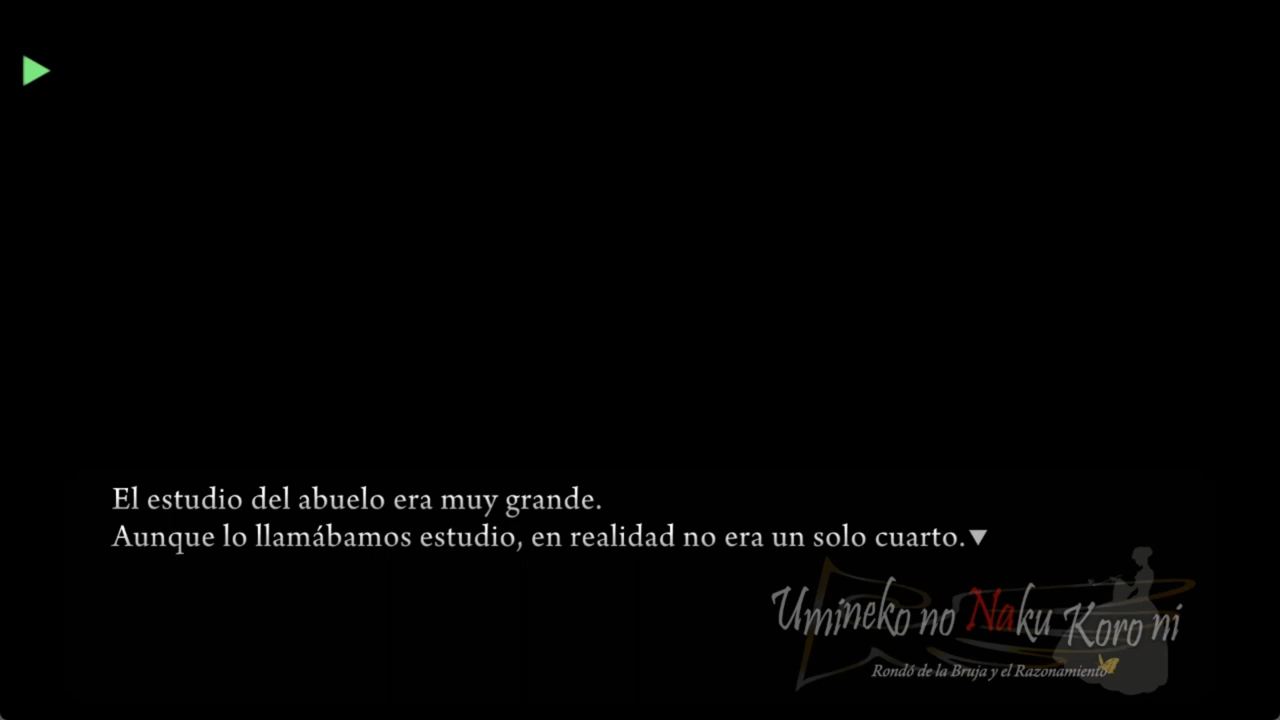 El estudio del abuelo era muy grande.
Aunque lo llamábamos estudio, en realidad no era un solo cuarto.
Umineko no Naku Koro ni
Rondó de la Bruja y el Razonamiento